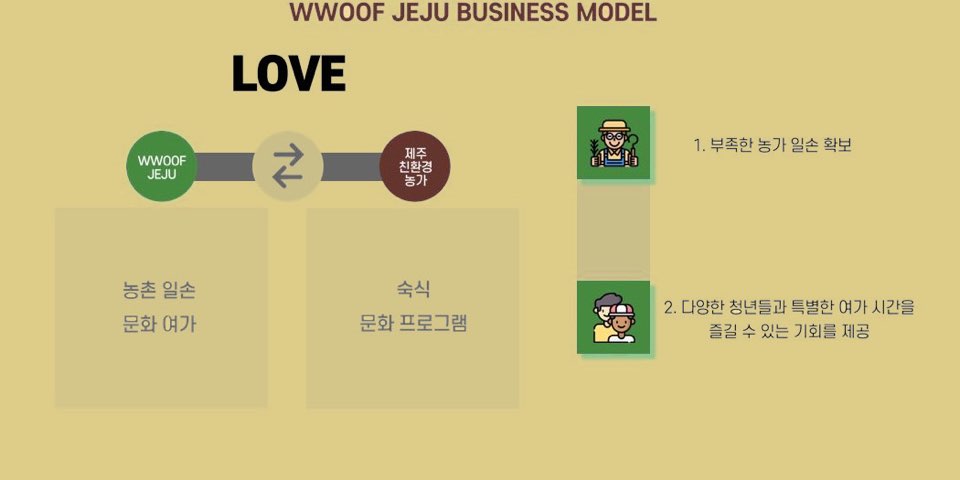 WWOOF JEJU BUSINESS MODEL
LOVE
WWOOF
JEJU
제주
친환경
농가
농촌 일손
문화 여가
숙식
문화 프로그램
1. 부족한 농가 일손 확보
2. 다양한 청년들과 특별한 여가 시간을
즐길 수 있는 기회를 제공